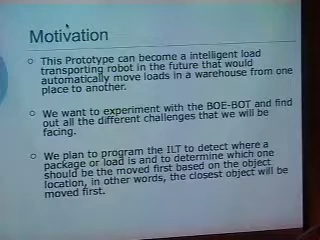 Motivation
This Prototype can become a intelligent load
transporting robot in the future that would
automatically move loads in a warehouse from one
place to another.
We want to experiment with the BOE-BOT and find
out all the different challenges that we will be
facing.
We plan to program the ILT to detect where a
package or load is and to determine which one
should be the moved first based on the object
location, in other words, the closest object will be
moved first.